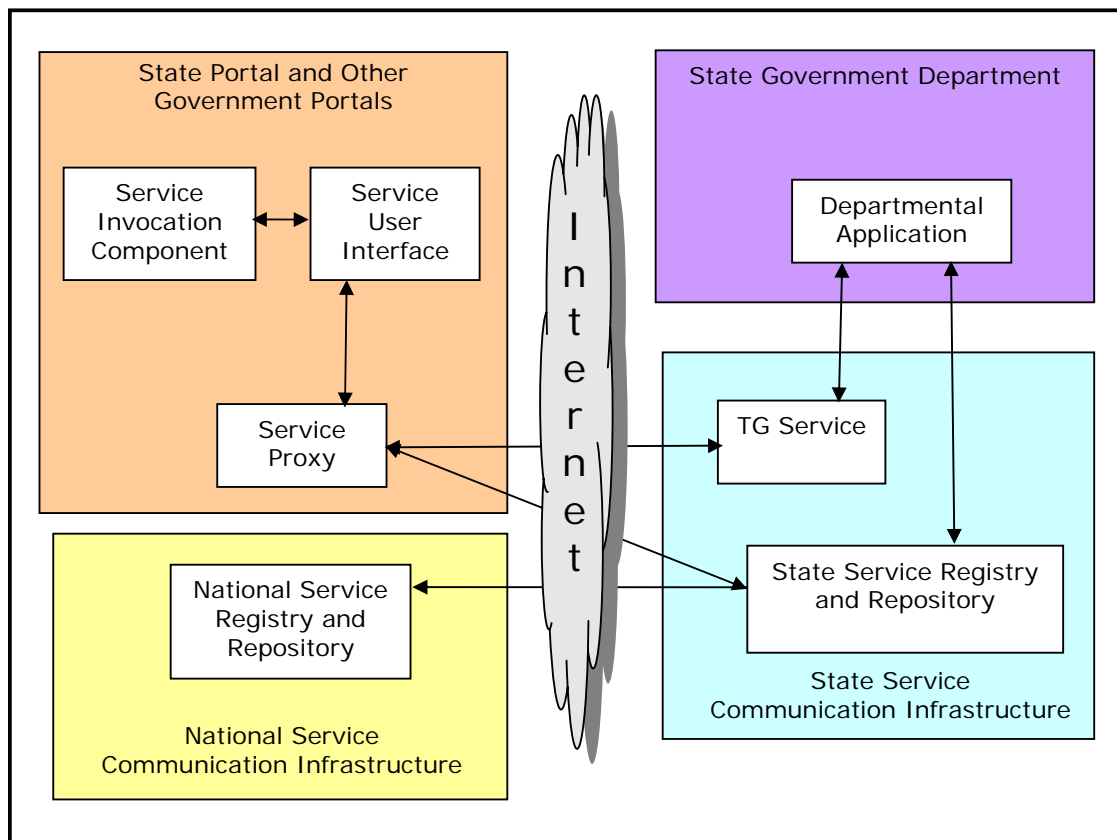 State Portal and Other
Government Portals
Service
Invocation
Component
Service
User
Interface
Service
Proxy
National Service
Registry and
Repository
National Service
Communication Infrastructure
Internet
State Government Department
Departmental
Application
TG Service
State Service Registry
and Repository
State Service
Communication Infrastructure